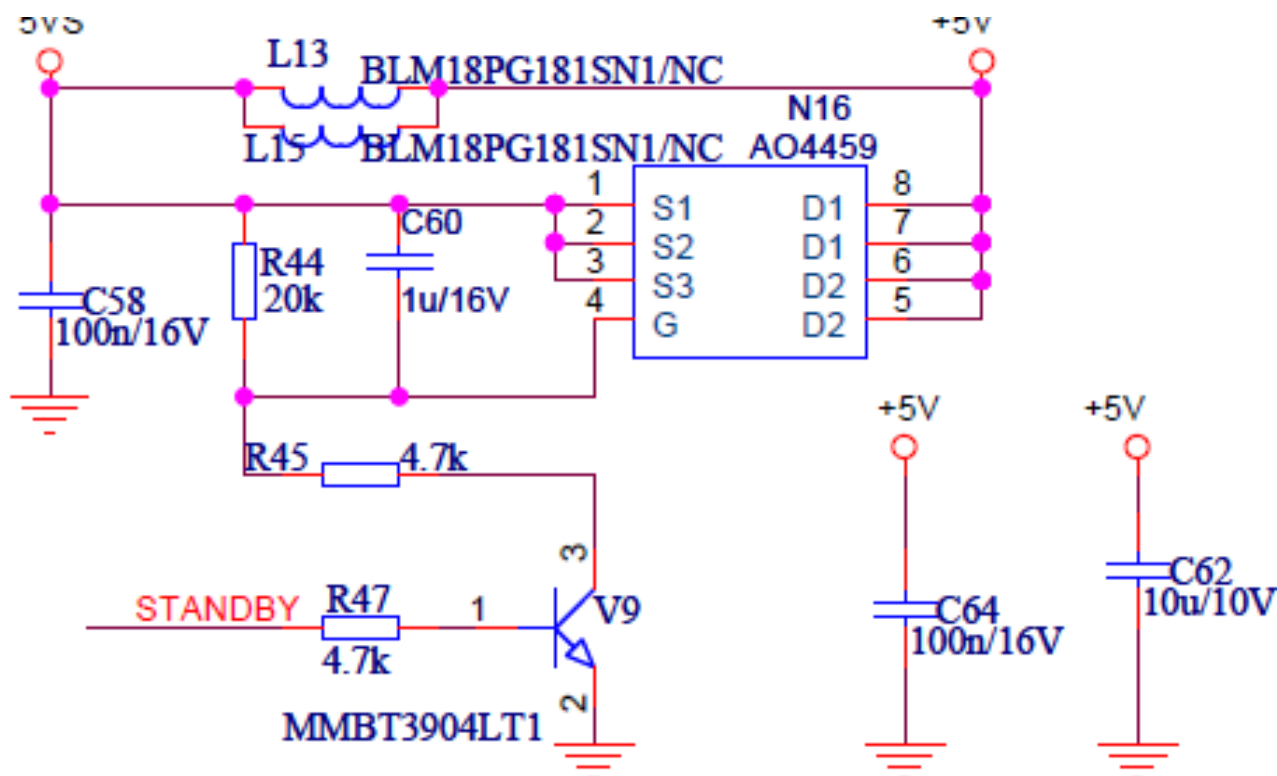 5VS
+5V
L13
BLM18PG181SN1/NC
N16
L15
BLM18PG181SN1/NC
AO4459
1
S1
D1
8
2
S2
D1
7
3
S3
D2
6
4
G
D2
5
C60
1u/16V
R44
20k
C58
100n/16V
+5V
+5V
R45
4.7k
3
STANDBY
R47
4.7k
1
V9
2
MMBT3904LT1
C64
100n/16V
C62
10u/10V